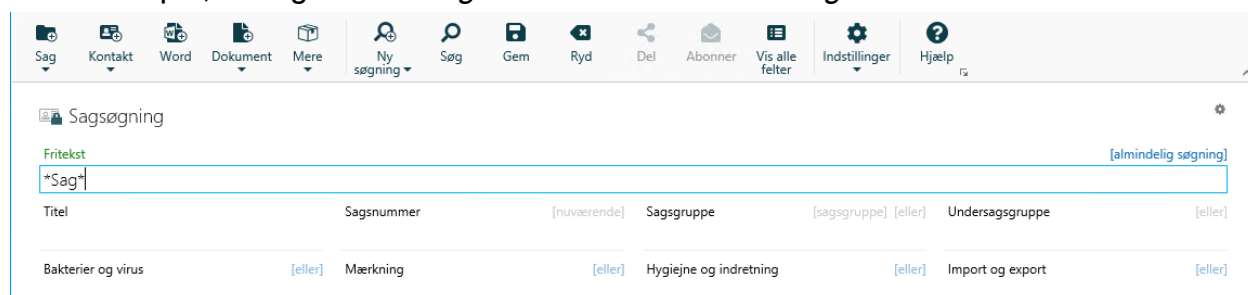 Sag Kontakt Word Dokument Mere Ny søgning Søg Gem Ryd Del Abonner Vis alle felter Indstillinger Hjælp
Sagsøgning
Fritekst [almindelig søgning]
*Sag*
Titel Sagsnummer [nuværende] Sagsgruppe [sagsgruppe] [eller] Undersagsgruppe [eller]
Bakterier og virus [eller] Mærkning [eller] Hygiejne og indretning [eller] Import og export [eller]